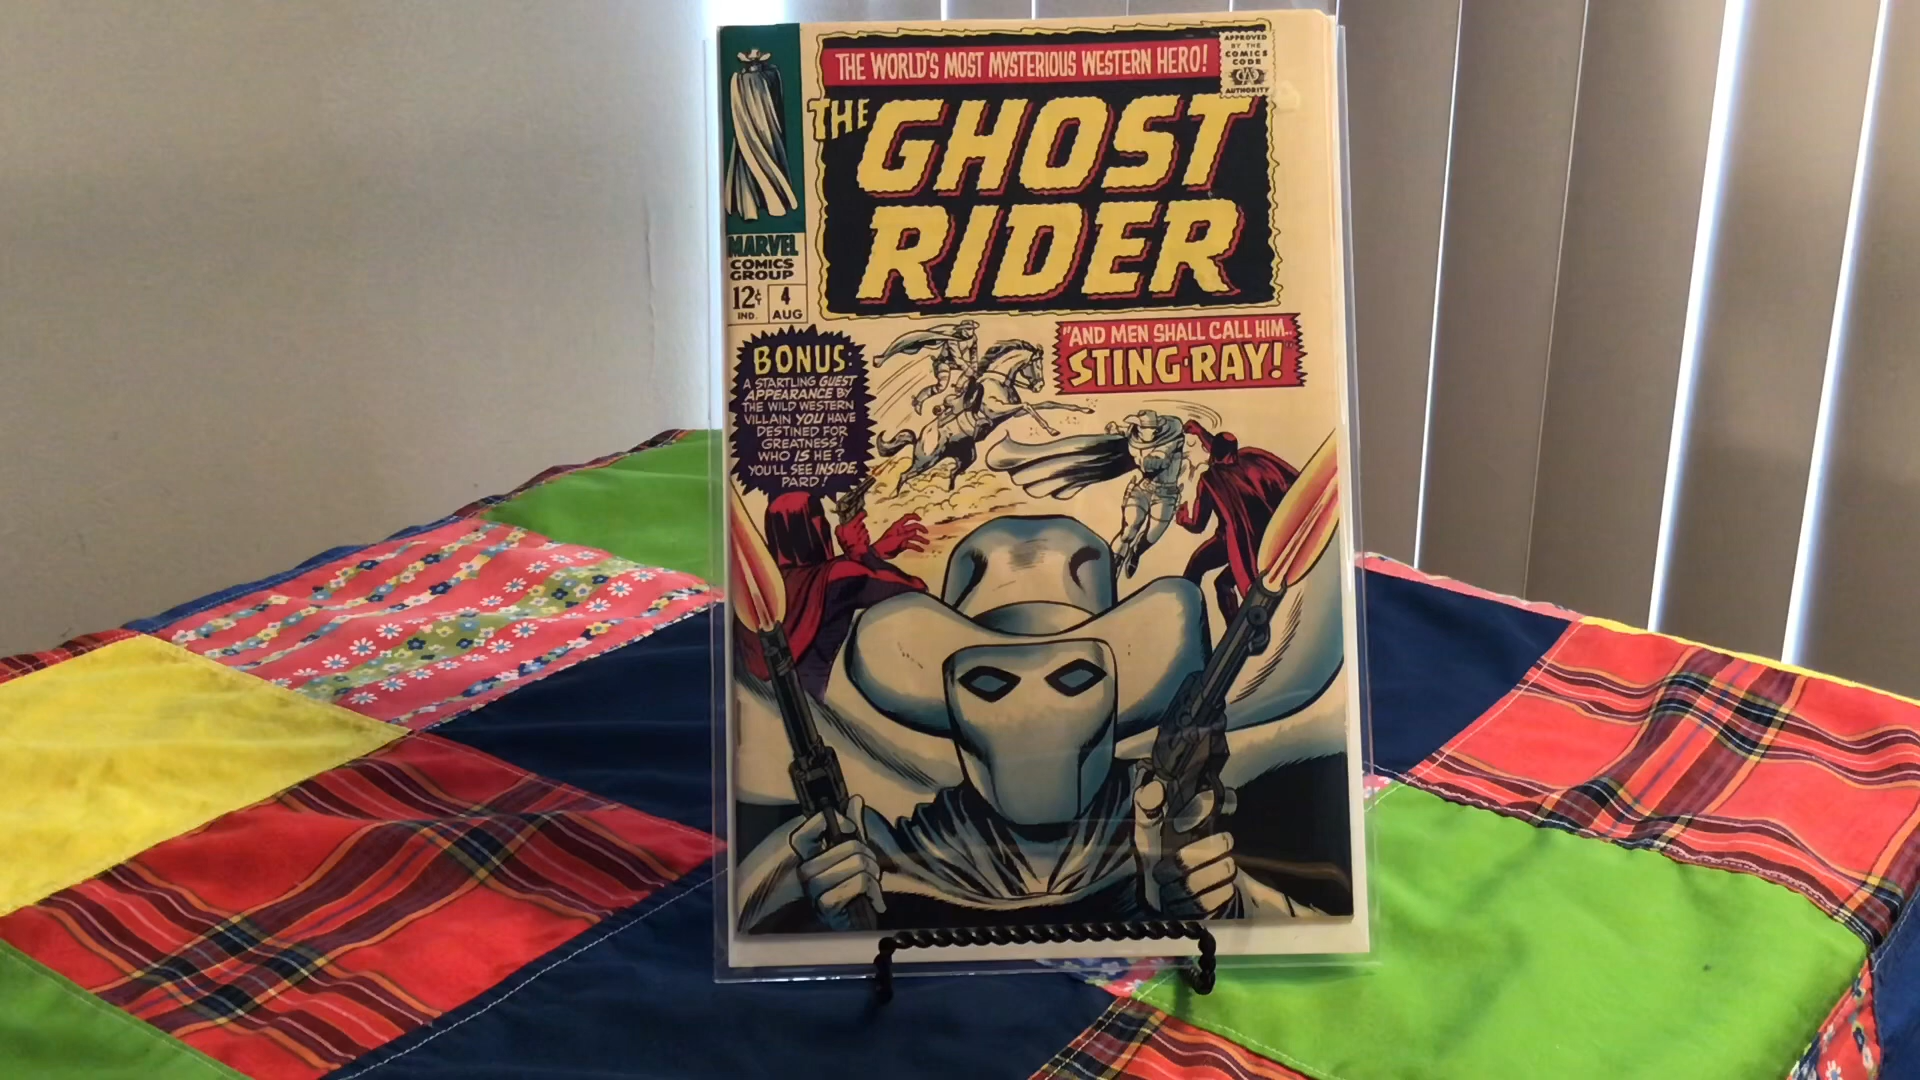 THE WORLD'S MOST MYSTERIOUS WESTERN HERO!
APPROVED
BY THE
COMICS
CODE
CA
AUTHORITY
THE
GHOST
RIDER
MARVEL
COMICS
GROUP
12¢
IND.
4
AUG
"AND MEN SHALL CALL HIM..
STING-RAY!"
BONUS:
A STARTLING GUEST
APPEARANCE BY
THE WILD WESTERN
VILLAIN YOU HAVE
DESTINED FOR
GREATNESS!
WHO IS HE?
YOU'LL SEE INSIDE,
PARD!